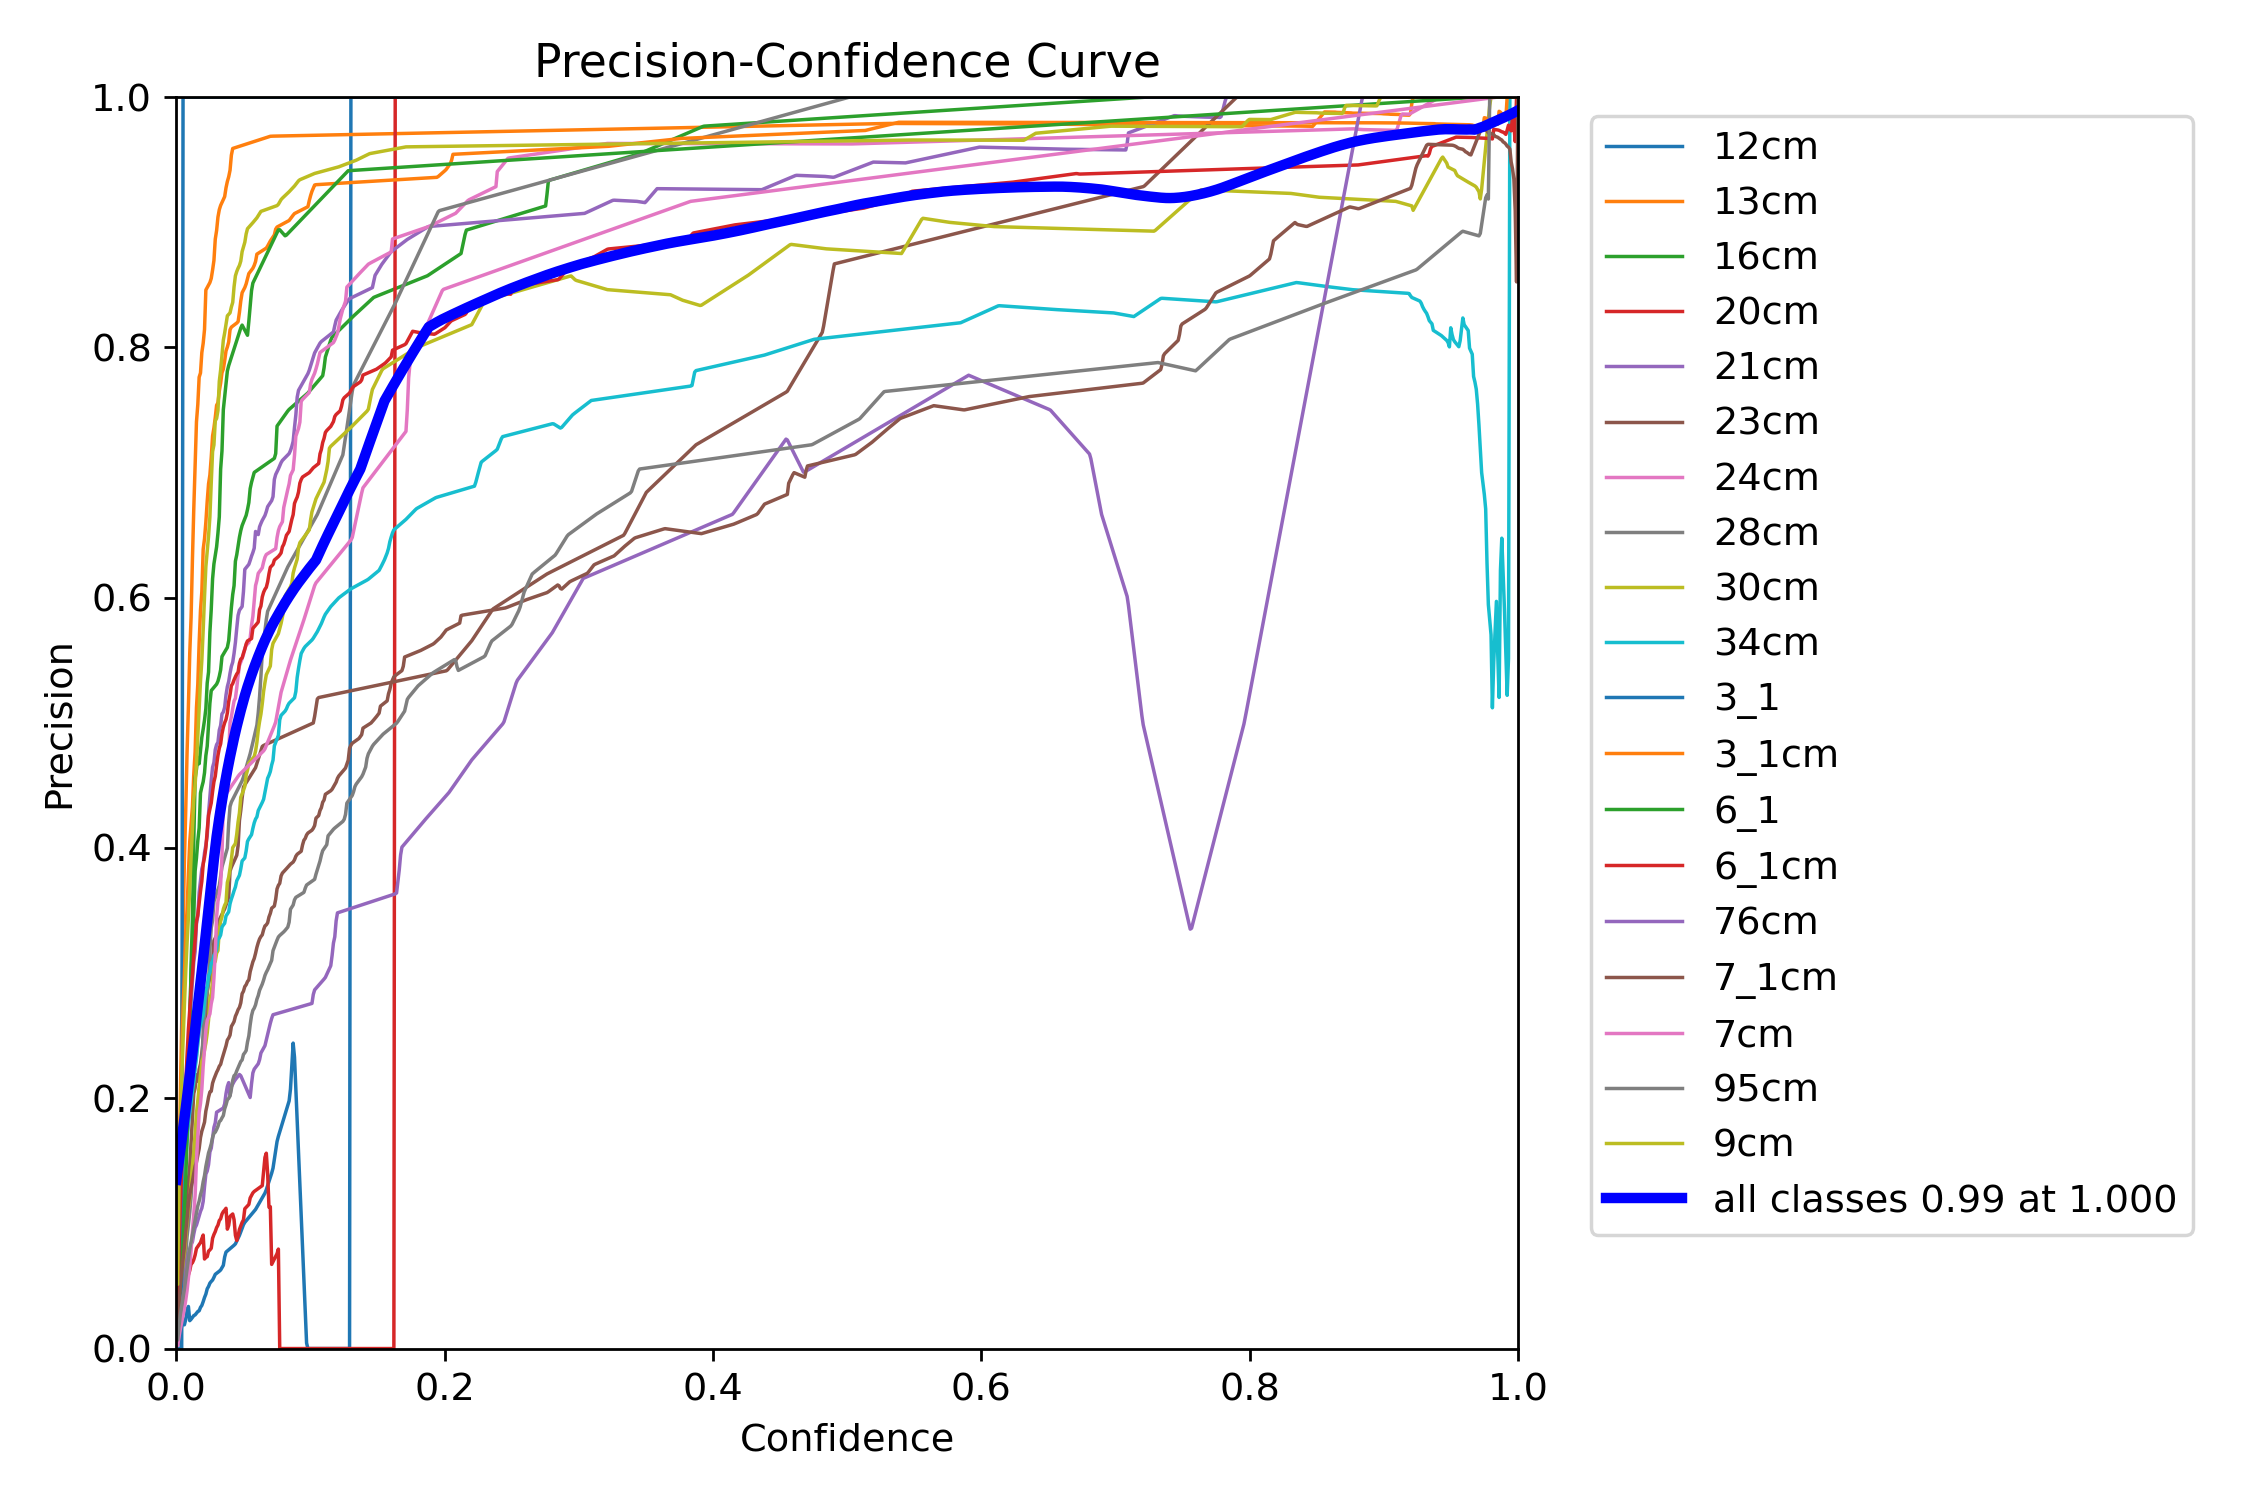 Precision-Confidence Curve
1.0
0.8
0.6
0.4
0.2
0.0
Precision
0.0 0.2 0.4 0.6 0.8 1.0
Confidence
12cm
13cm
16cm
20cm
21cm
23cm
24cm
28cm
30cm
34cm
3_1
3_1cm
6_1
6_1cm
76cm
7_1cm
7cm
95cm
9cm
all classes 0.99 at 1.000